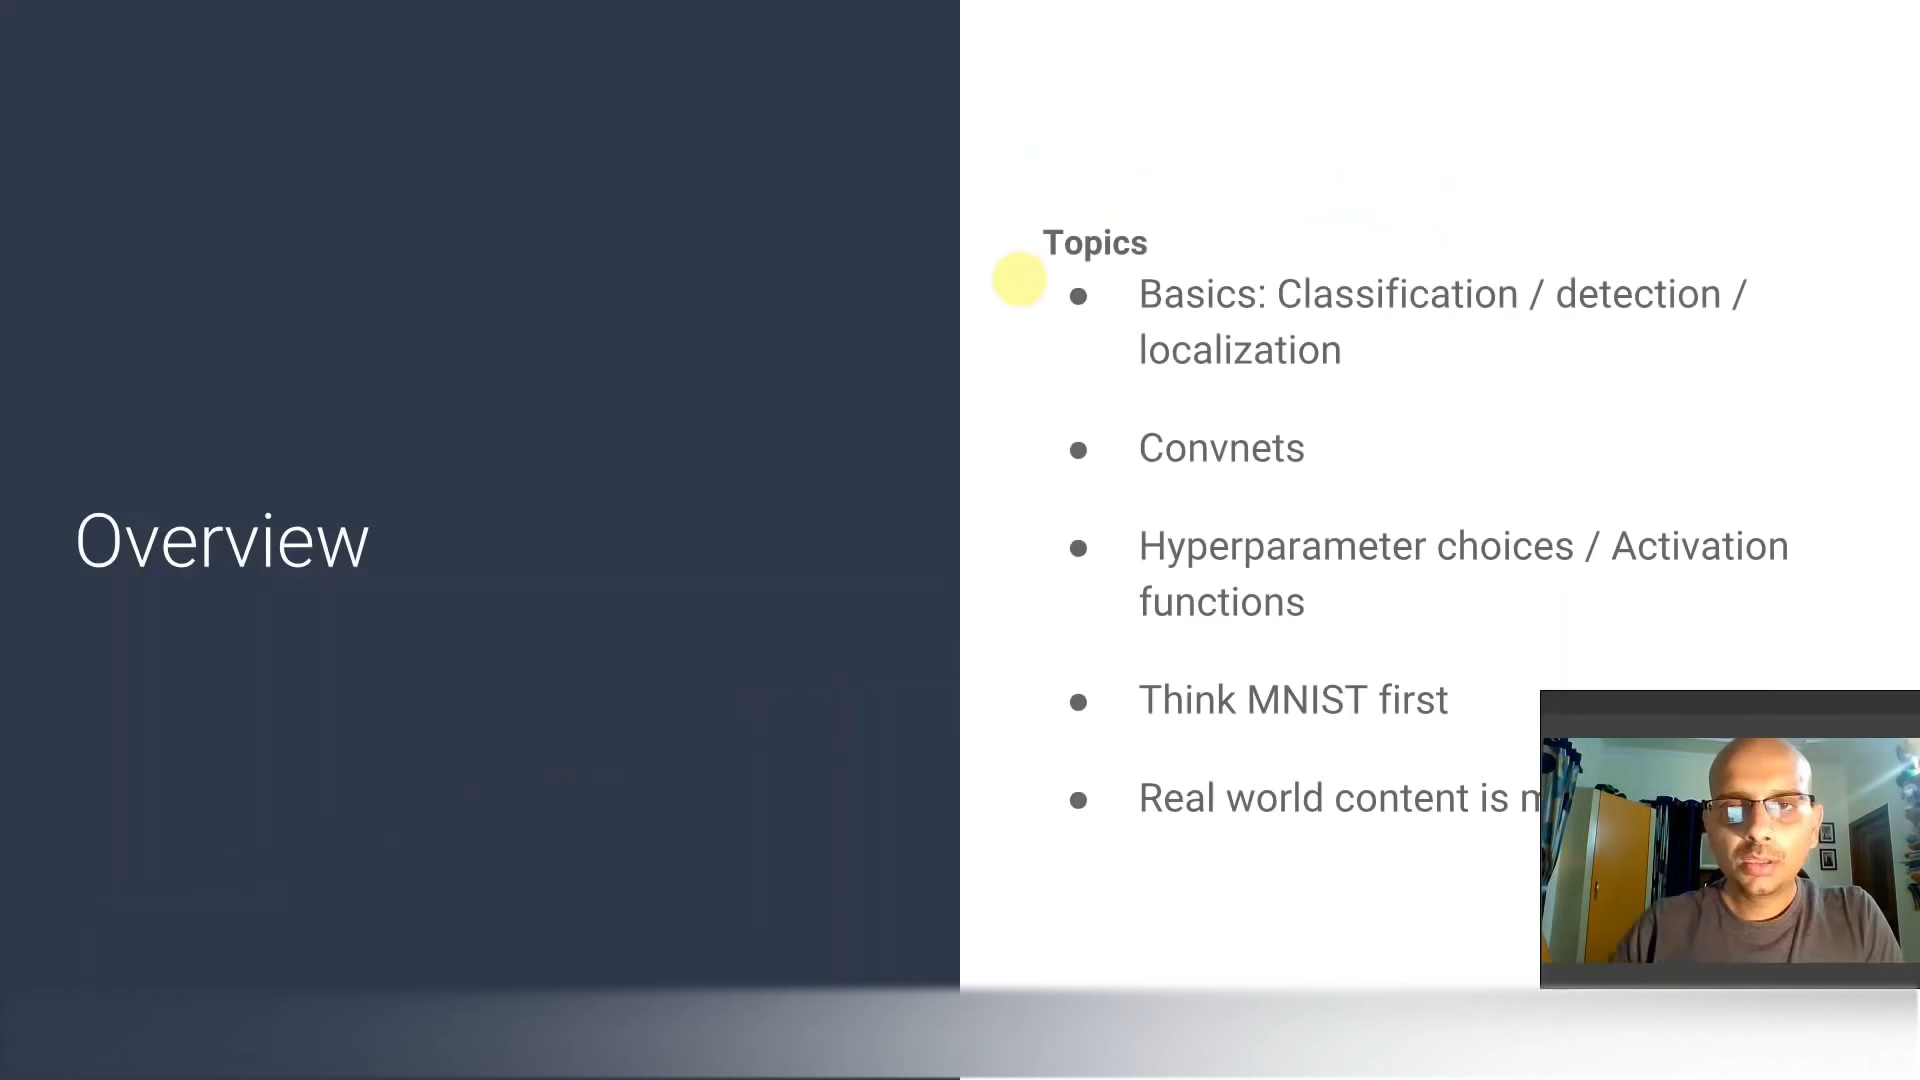 Overview
Topics
● Basics: Classification / detection /
localization
● Convnets
● Hyperparameter choices / Activation
functions
● Think MNIST first
● Real world content is